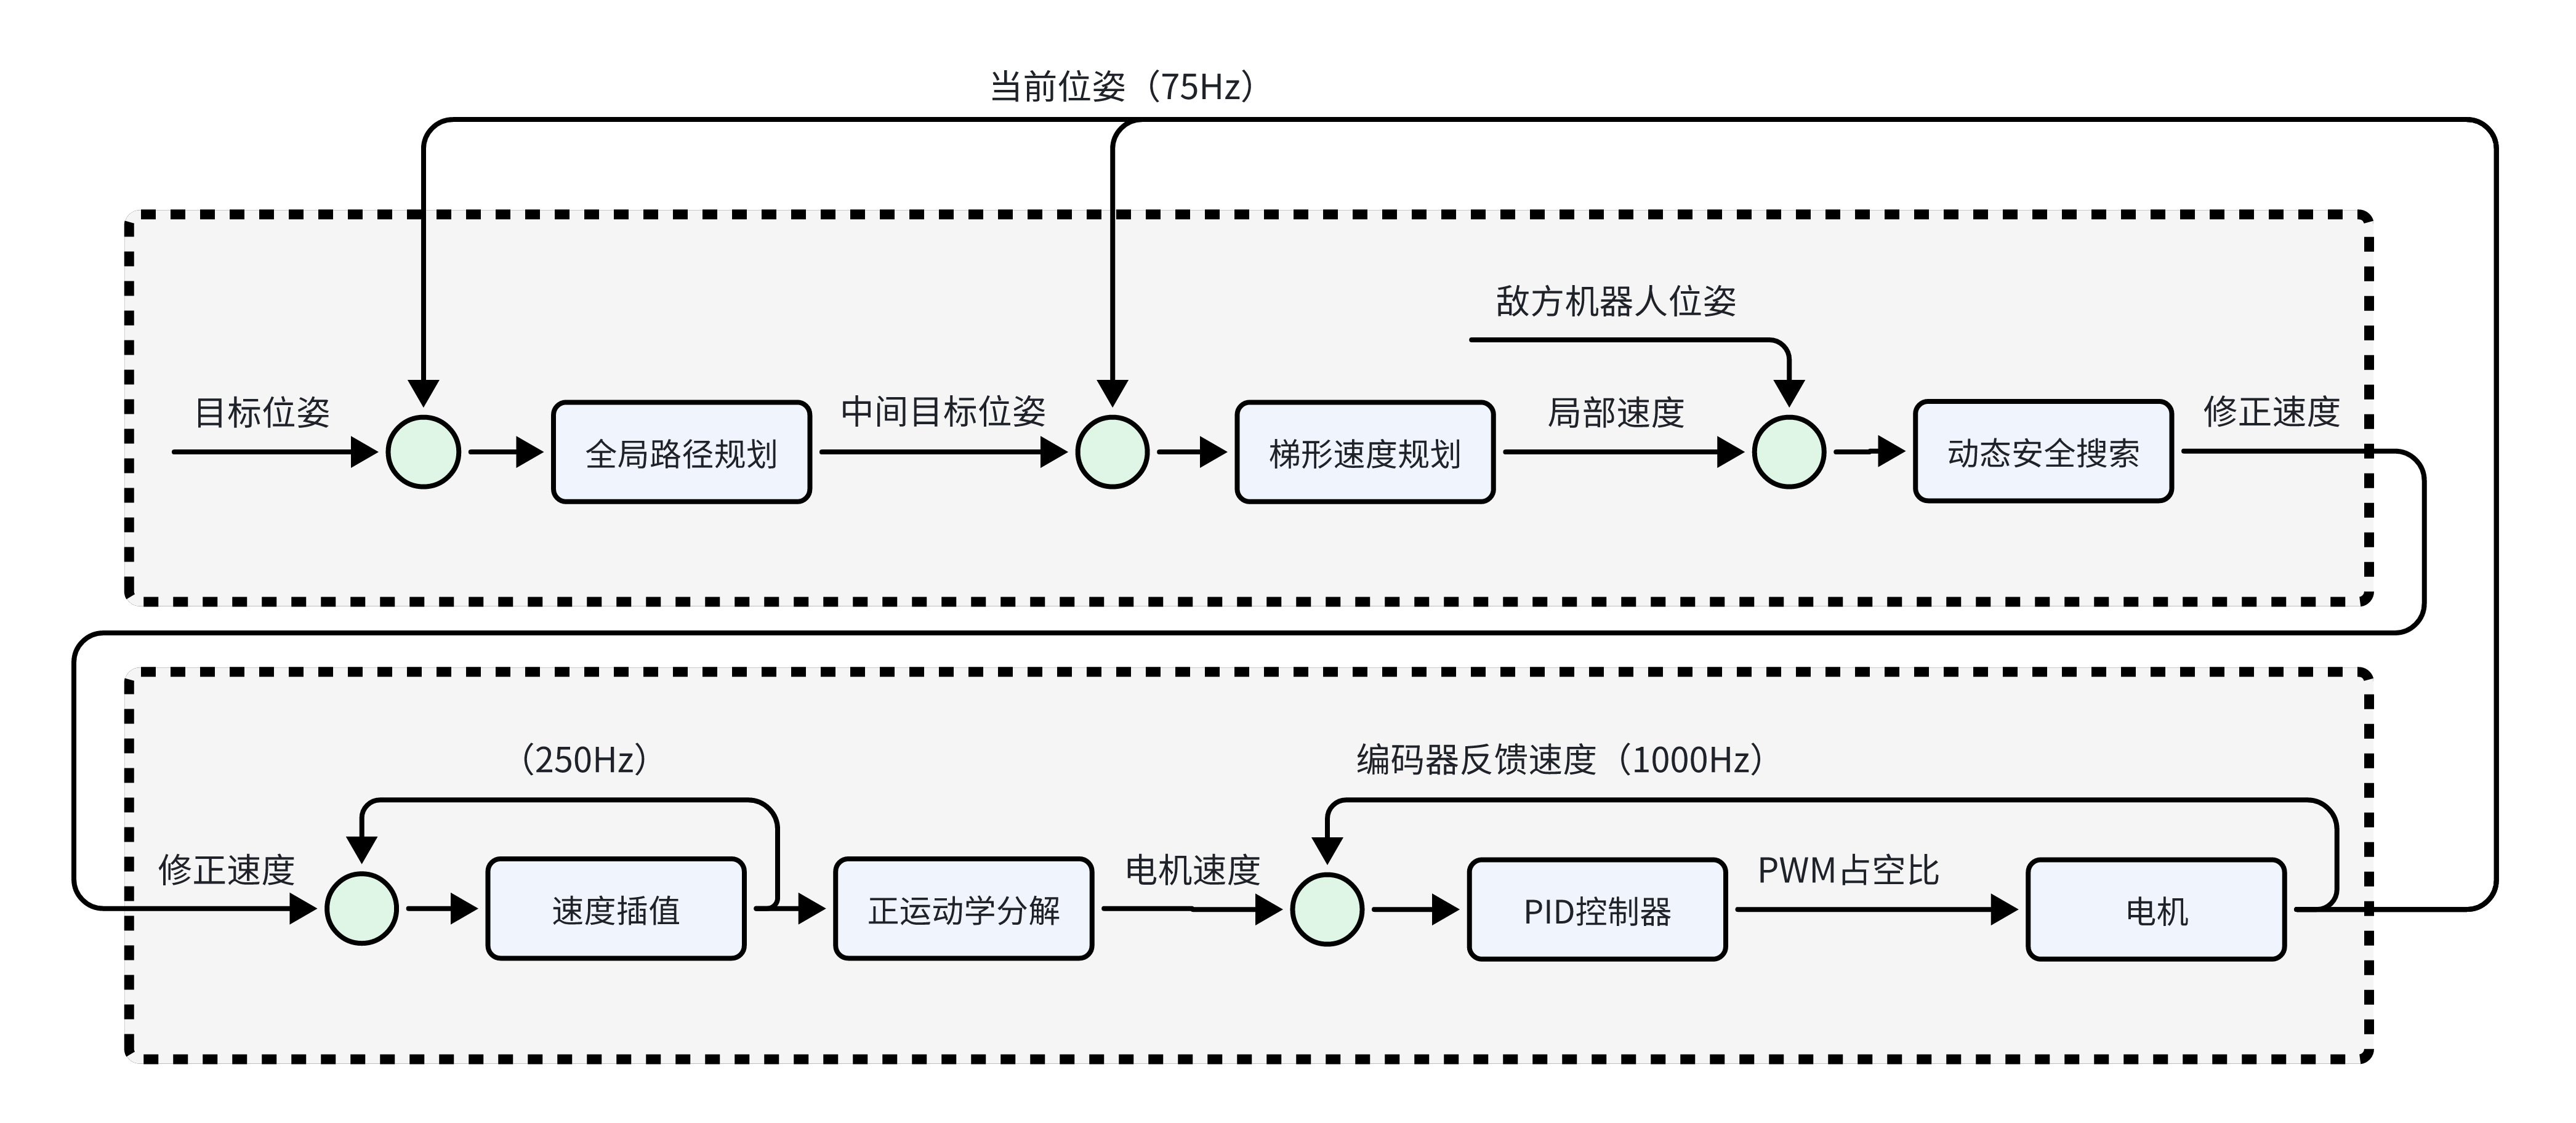 当前位姿（75Hz）
敌方机器人位姿
目标位姿
全局路径规划
中间目标位姿
梯形速度规划
局部速度
动态安全搜索
修正速度
（250Hz）
编码器反馈速度（1000Hz）
修正速度
速度插值
正运动学分解
电机速度
PID控制器
PWM占空比
电机